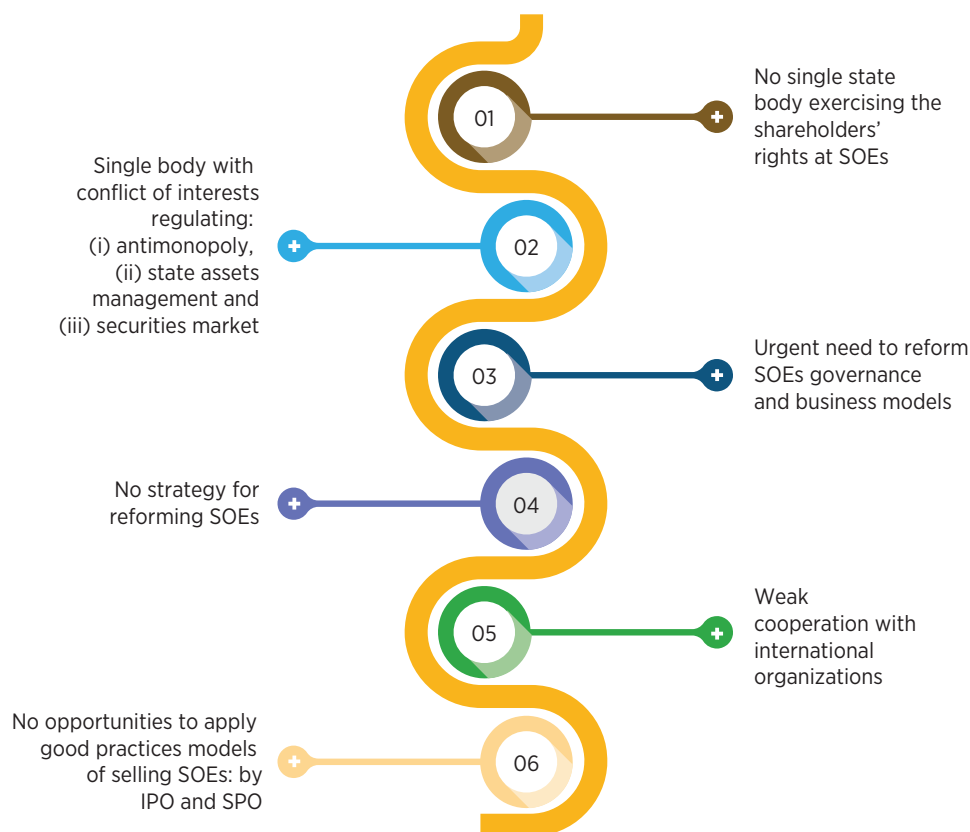 01
No single state
body exercising the
shareholders’
rights at SOEs
Single body with
conflict of interests
regulating:
(i) antimonopoly,
(ii) state assets
management and
(iii) securities market
02
03
Urgent need to reform
SOEs governance
and business models
No strategy for
reforming SOEs
04
05
Weak
cooperation with
international
organizations
No opportunities to apply
good practices models
of selling SOEs: by
IPO and SPO
06